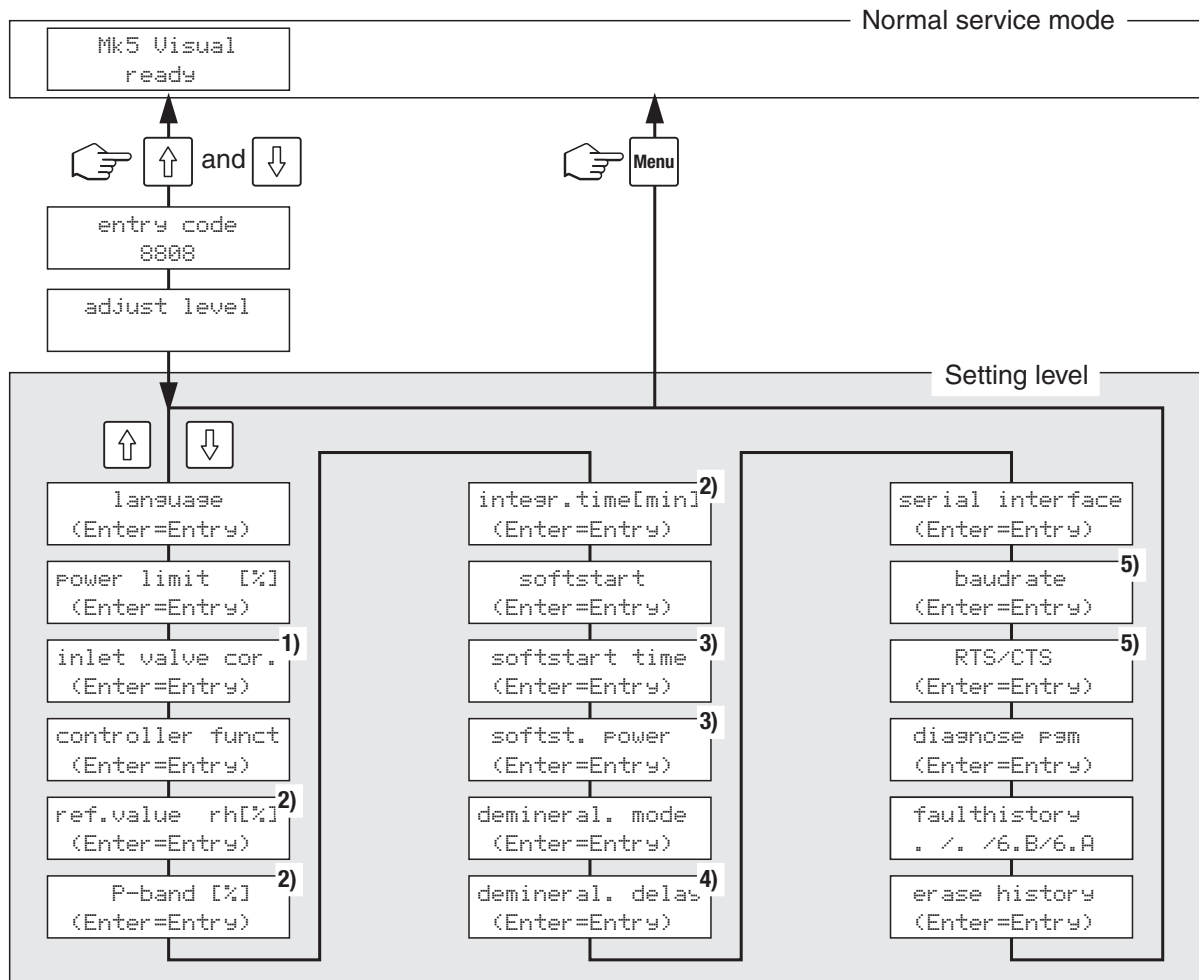 Normal service mode
Mk5 Visual
ready
and
Menu
entry code
8808
adjust level
Setting level
language
(Enter=Entry)
power limit [%]
(Enter=Entry)
1)
inlet valve cor.
(Enter=Entry)
controller funct
(Enter=Entry)
2)
ref.value rh[%]
(Enter=Entry)
2)
P-band [%]
(Enter=Entry)
2)
integr.time[min]
(Enter=Entry)
softstart
(Enter=Entry)
3)
softstart time
(Enter=Entry)
3)
softst. power
(Enter=Entry)
demineral. mode
(Enter=Entry)
4)
demineral. delay
(Enter=Entry)
serial interface
(Enter=Entry)
5)
baudrate
(Enter=Entry)
5)
RTS/CTS
(Enter=Entry)
diagnose pgm
(Enter=Entry)
faulthistory
. /. /6.B/6.A
erase history
(Enter=Entry)